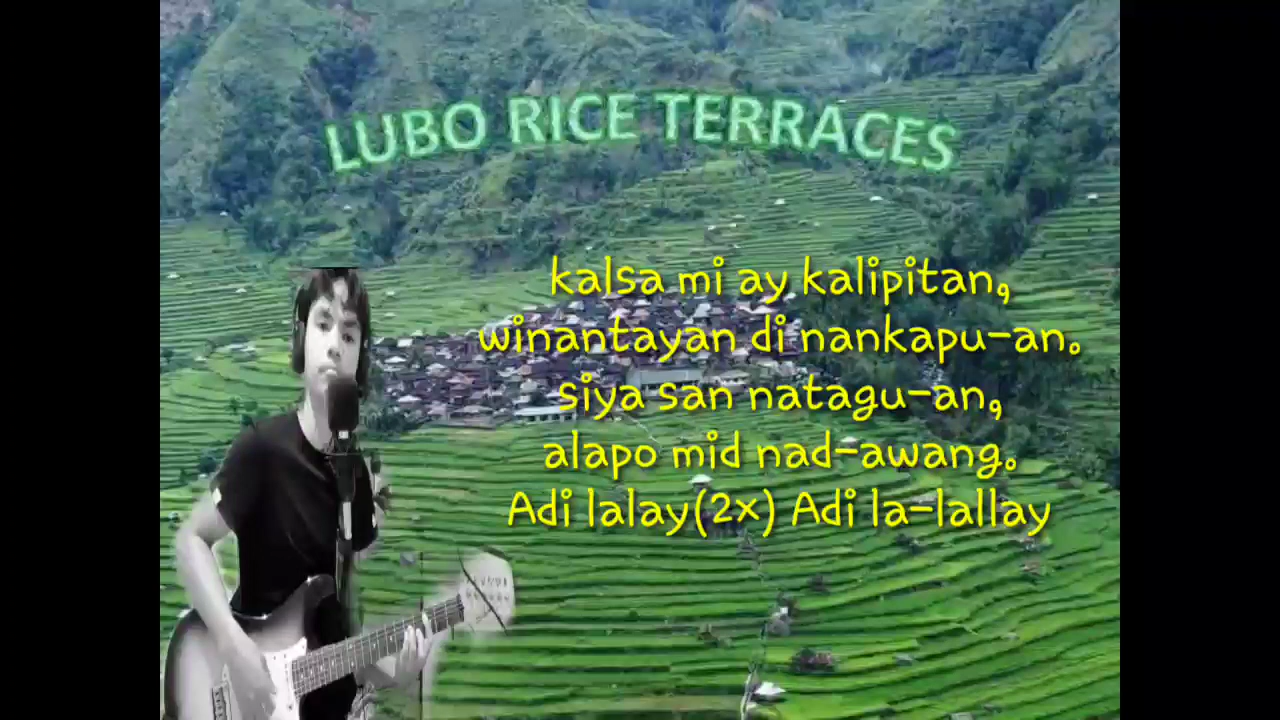 LUBO RICE TERRACES
kalsa mi ay kalipitan,
winantayan di nankapu-an.
siya san natagu-an,
alapo mid nad-awang.
Adi lalay(2x) Adi la-lallay